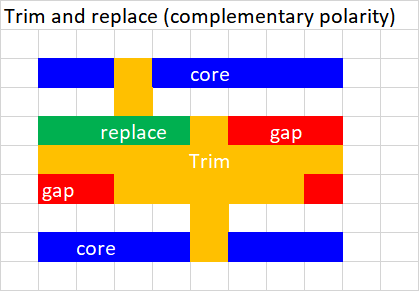 Trim and replace (complementary polarity)
core
replace gap
Trim
gap
core